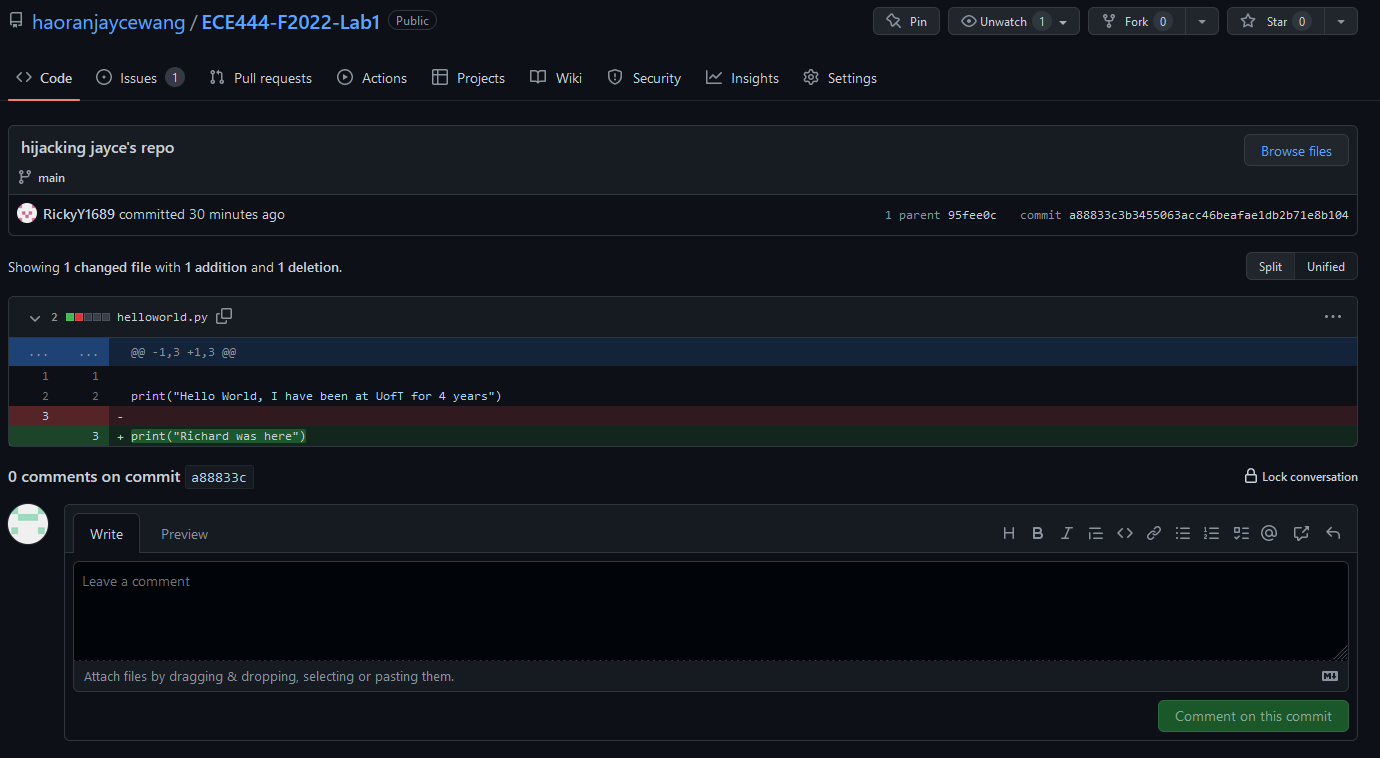 haoranjaycewang / ECE444-F2022-Lab1 Public Pin Unwatch 1 Fork 0 Star 0
Code Issues 1 Pull requests Actions Projects Wiki Security Insights Settings
hijacking jayce's repo Browse files
main
RickyY1689 committed 30 minutes ago 1 parent 95fee0c commit a88833c3b3455063acc46beafae1db2b71e8b104
Showing 1 changed file with 1 addition and 1 deletion. Split Unified
2 helloworld.py ...
... ... @@ -1,3 +1,3 @@
1 1
2 2 print("Hello World, I have been at UofT for 4 years")
3 -
3 + print("Richard was here")
0 comments on commit a88833c Lock conversation
Write Preview
Leave a comment
Attach files by dragging & dropping, selecting or pasting them.
Comment on this commit